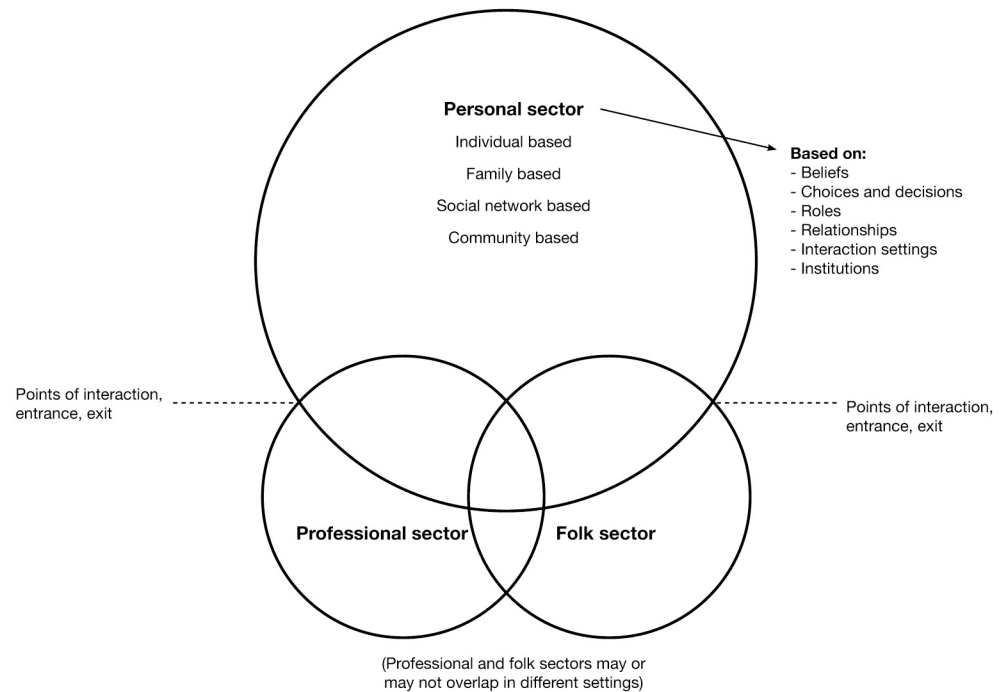 Personal sector
Individual based
Family based
Social network based
Community based
Based on:
- Beliefs
- Choices and decisions
- Roles
- Relationships
- Interaction settings
- Institutions
Points of interaction,
entrance, exit
Points of interaction,
entrance, exit
Professional sector
Folk sector
(Professional and folk sectors may or
may not overlap in different settings)